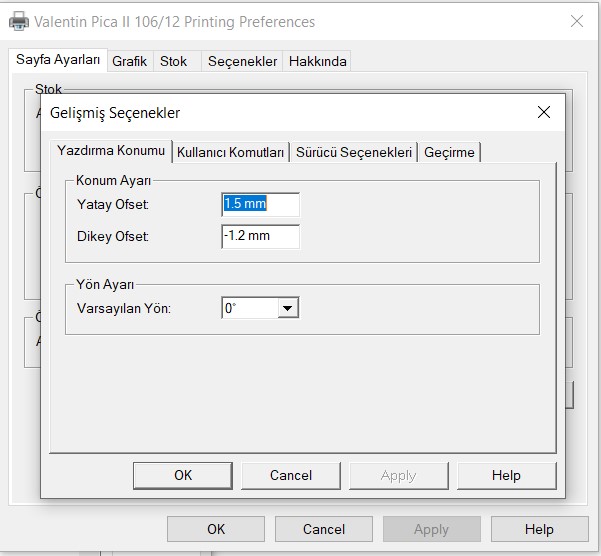 Valentin Pica II 106/12 Printing Preferences
Sayfa Ayarları Grafik Stok Seçenekler Hakkında
Stok
Gelişmiş Seçenekler
Yazdırma Konumu Kullanıcı Komutları Sürücü Seçenekleri Geçirme
Konum Ayarı
Yatay Ofset: 1.5 mm
Dikey Ofset: -1.2 mm
Yön Ayarı
Varsayılan Yön: 0°
OK Cancel Apply Help
OK Cancel Apply Help